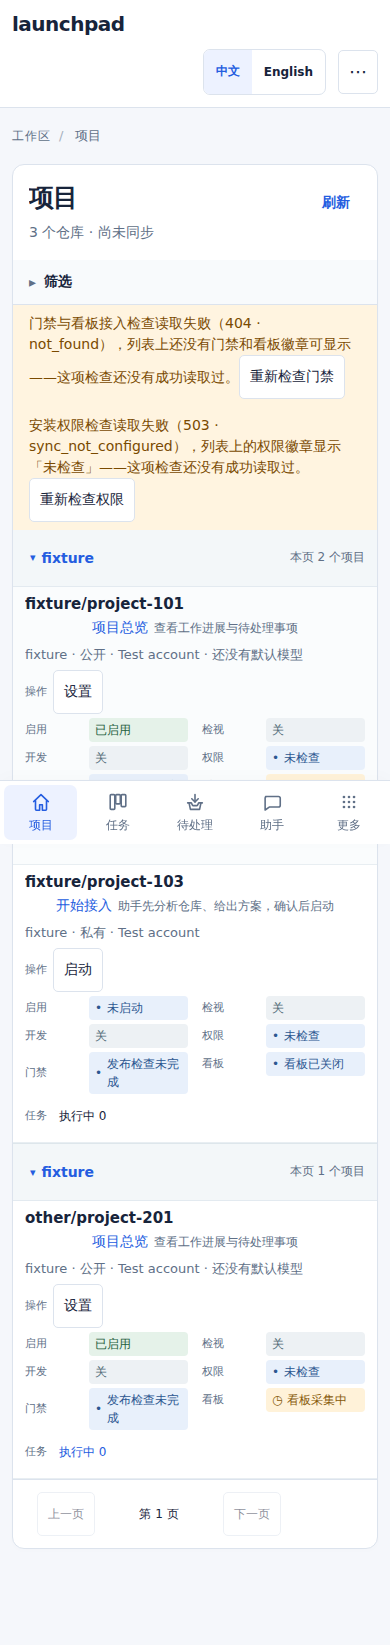 launchpad
中文 English ⋯
工作区 / 项目
项目
刷新
3 个仓库 · 尚未同步
▸ 筛选
门禁与看板接入检查读取失败（404 ·
not_found），列表上还没有门禁和看板徽章可显示
——这项检查还没有成功读取过。 重新检查门禁
安装权限检查读取失败（503 ·
sync_not_configured），列表上的权限徽章显示
「未检查」——这项检查还没有成功读取过。
重新检查权限
▾ fixture 本页 2 个项目
fixture/project-101
项目总览 查看工作进展与待处理事项
fixture · 公开 · Test account · 还没有默认模型
操作 设置
启用 已启用 检视 关
开发 关 权限 • 未检查
项目 任务 待处理 助手 更多
fixture/project-103
开始接入 助手先分析仓库、给出方案，确认后启动
fixture · 私有 · Test account
操作 启动
启用 • 未启动 检视 关
开发 关 权限 • 未检查
门禁 • 发布检查未完成 看板 • 看板已关闭
任务 执行中 0
▾ fixture 本页 1 个项目
other/project-201
项目总览 查看工作进展与待处理事项
fixture · 公开 · Test account · 还没有默认模型
操作 设置
启用 已启用 检视 关
开发 关 权限 • 未检查
门禁 • 发布检查未完成 看板 ◷ 看板采集中
任务 执行中 0
上一页 第 1 页 下一页